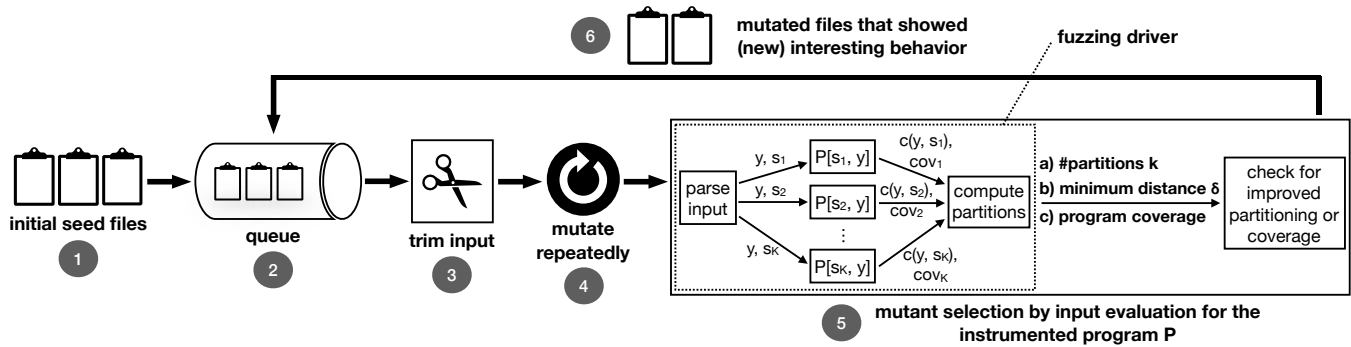 6
mutated files that showed
(new) interesting behavior
fuzzing driver
initial seed files
1
queue
2
trim input
3
mutate
repeatedly
4
parse
input
y, s1
y, s2
y, sK
P[s1, y]
P[s2, y]
⋮
P[sK, y]
c(y, s1),
cov1
c(y, s2),
cov2
c(y, sK),
covK
compute
partitions
a) #partitions k
b) minimum distance δ
c) program coverage
check for
improved
partitioning or
coverage
5
mutant selection by input evaluation for the
instrumented program P